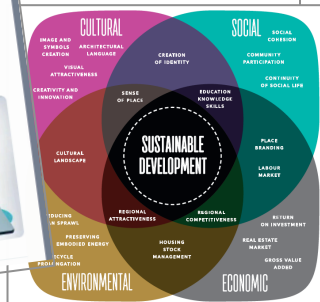 CULTURAL
SOCIAL
IMAGE AND
SYMBOLS
CREATION
ARCHITECTURAL
LANGUAGE
SOCIAL
COHESION
VISUAL
ATTRACTIVENESS
CREATION
OF IDENTITY
COMMUNITY
PARTICIPATION
CREATIVITY AND
INNOVATION
CONTINUITY
OF SOCIAL LIFE
SENSE
OF PLACE
EDUCATION
KNOWLEDGE
SKILLS
CULTURAL
LANDSCAPE
SUSTAINABLE
DEVELOPMENT
PLACE
BRANDING
LABOUR
MARKET
REGIONAL
ATTRACTIVENESS
REGIONAL
COMPETITIVENESS
SPRAWL
PRESERVING
EMBODIED ENERGY
HOUSING
STOCK
MANAGEMENT
RETURN
ON INVESTMENT
REAL ESTATE
MARKET
GROSS VALUE
ADDED
ENVIRONMENTAL
ECONOMIC